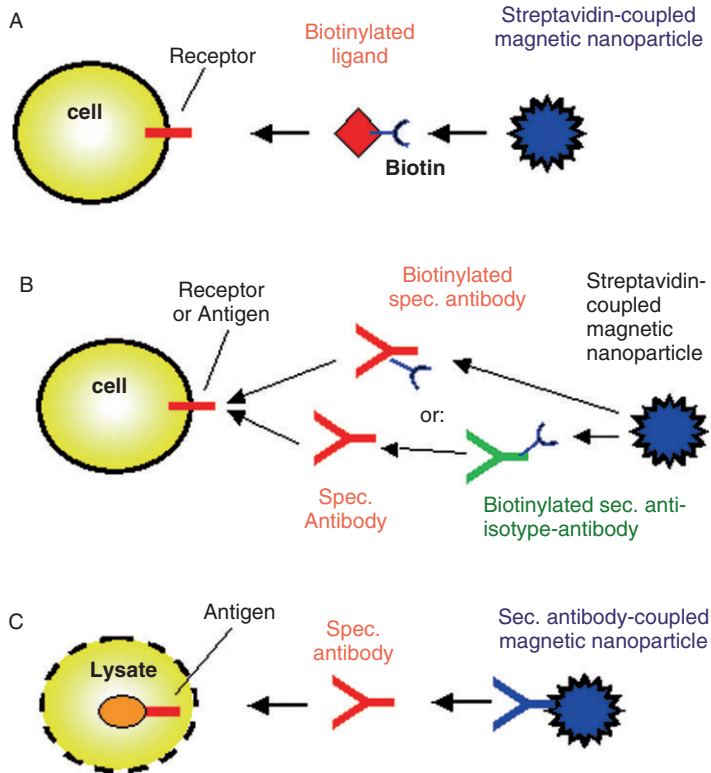 A
Receptor
Biotinylated
ligand
Streptavidin-coupled
magnetic nanoparticle
cell
Biotin
B
Receptor
or Antigen
Biotinylated
spec. antibody
Streptavidin-
coupled
magnetic
nanoparticle
cell
or:
Spec.
Antibody
Biotinylated sec. anti-
isotype-antibody
C
Antigen
Spec.
antibody
Sec. antibody-coupled
magnetic nanoparticle
Lysate